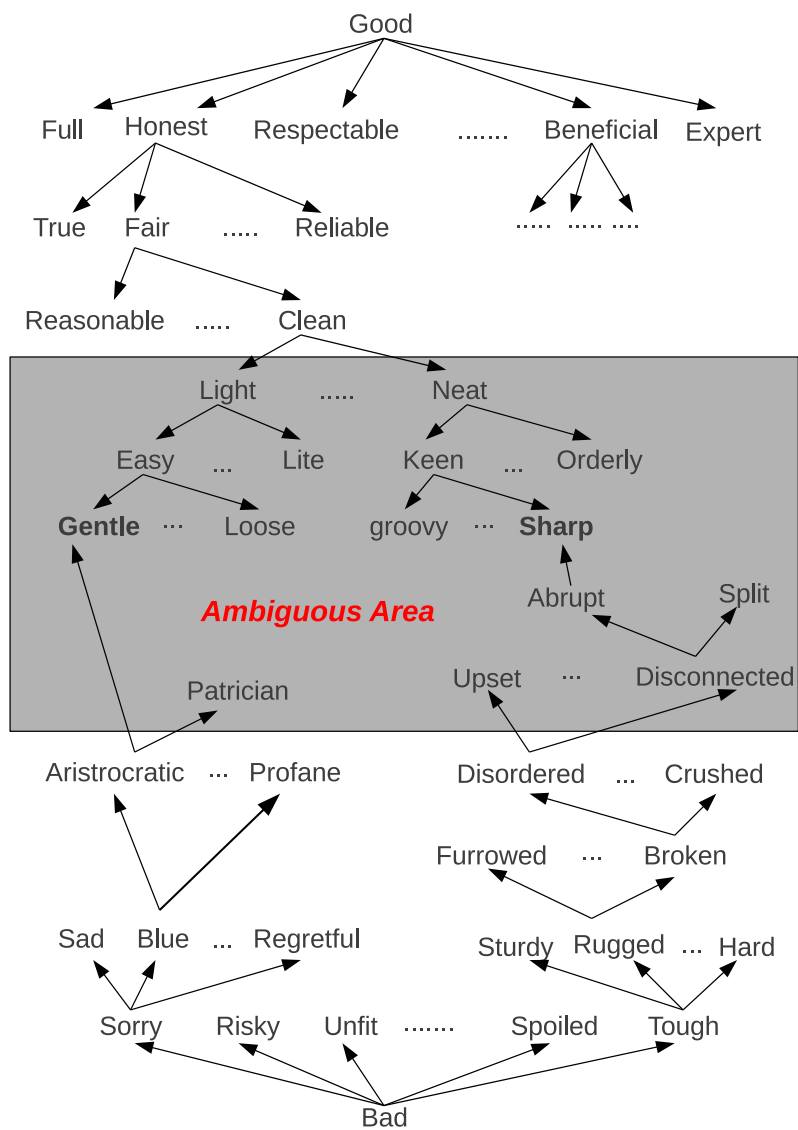 Good
Full Honest Respectable ....... Beneficial Expert
True Fair ..... Reliable ..... ..... ....
Reasonable ..... Clean
Light ..... Neat
Easy ... Lite Keen ... Orderly
Gentle ... Loose groovy ... Sharp
Abrupt Split
Ambiguous Area
Patrician Upset ... Disconnected
Aristrocratic ... Profane Disordered ... Crushed
Furrowed ... Broken
Sad Blue ... Regretful Sturdy Rugged ... Hard
Sorry Risky Unfit ....... Spoiled Tough
Bad